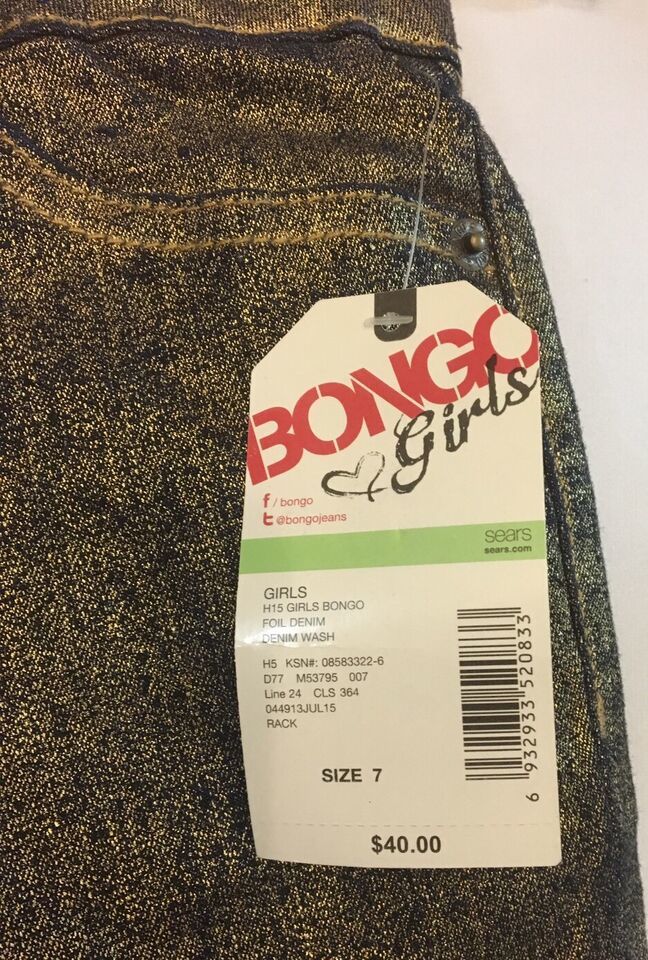 BONGO
Girls
f / bongo
t @bongojeans
sears
sears.com
GIRLS
H15 GIRLS BONGO
FOIL DENIM
DENIM WASH
H5 KSN#: 08583322-6
D77 M53795 007
Line 24 CLS 364
044913JUL15
RACK
SIZE 7
6 932933 520833
$40.00